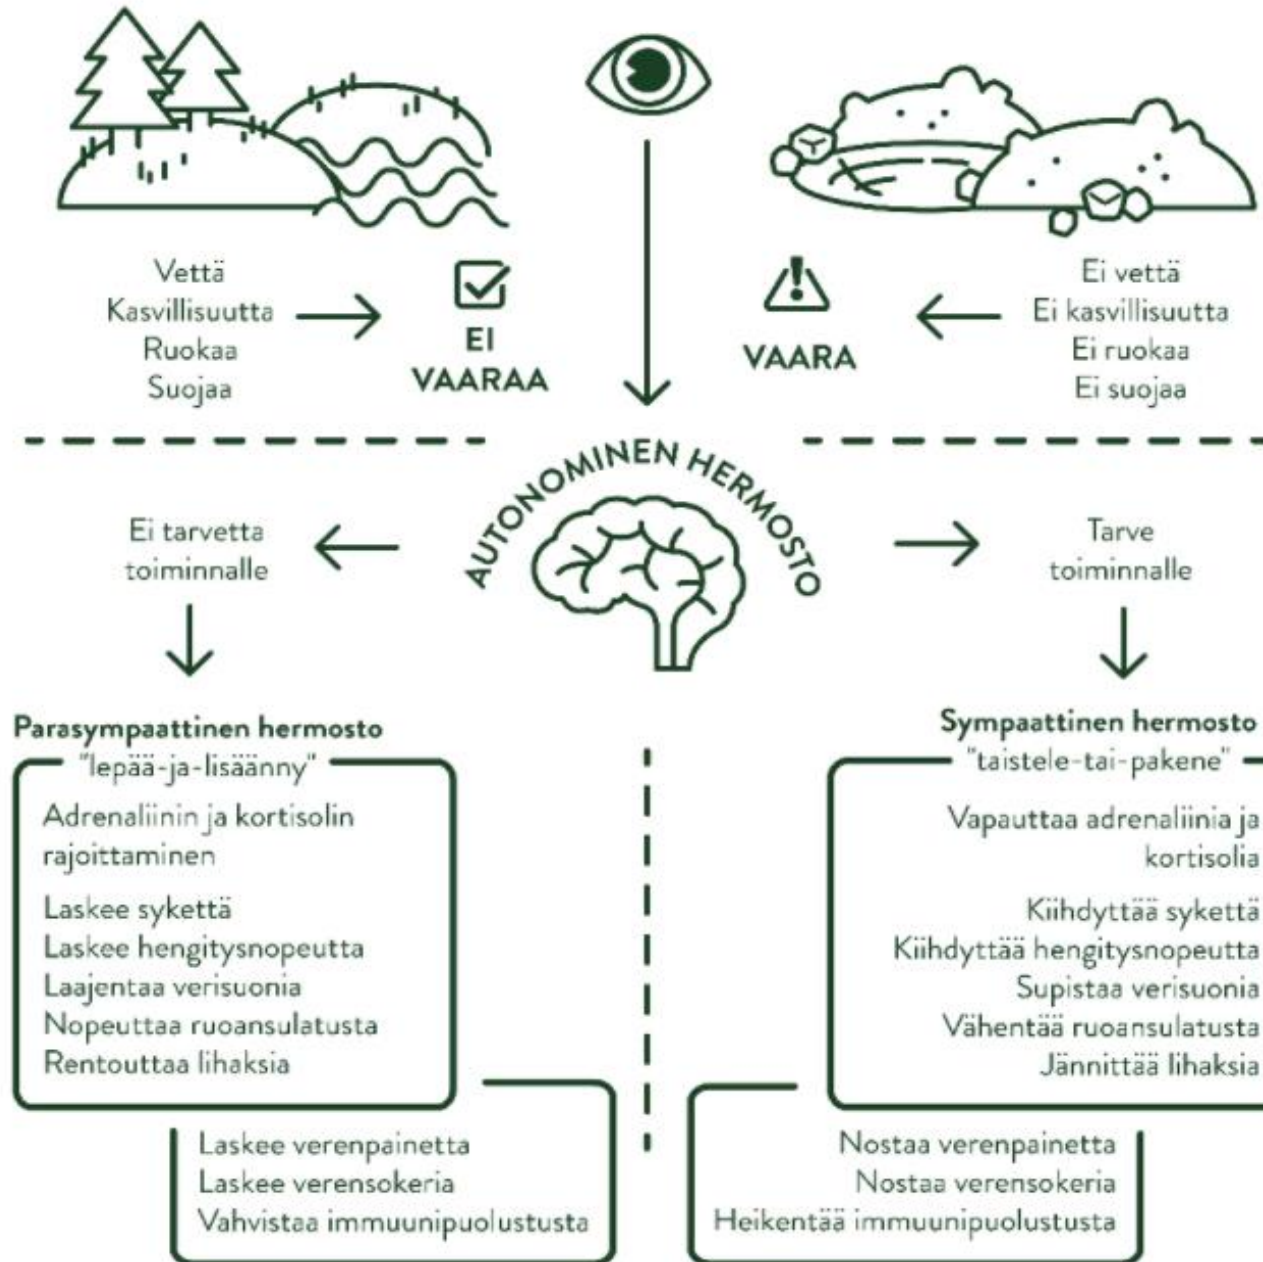 Vettä
Kasvillisuutta
Ruokaa
Suojaa
EI
VAARAA
VAARA
Ei vettä
Ei kasvillisuutta
Ei ruokaa
Ei suojaa
AUTONOMINEN HERMOSTO
Ei tarvetta
toiminnalle
Tarve
toiminnalle
Parasympaattinen hermosto
"lepää-ja-lisäänny"
Adrenaliinin ja kortisolin
rajoittaminen
Laskee sykettä
Laskee hengitysnopeutta
Laajentaa verisuonia
Nopeuttaa ruoansulatusta
Rentouttaa lihaksia
Laskee verenpainetta
Laskee verensokeria
Vahvistaa immuunipuolustusta
Sympaattinen hermosto
"taistele-tai-pakene"
Vapauttaa adrenaliinia ja
kortisolia
Kiihdyttää sykettä
Kiihdyttää hengitysnopeutta
Supistaa verisuonia
Vähentää ruoansulatusta
Jännittää lihaksia
Nostaa verenpainetta
Nostaa verensokeria
Heikentää immuunipuolustusta